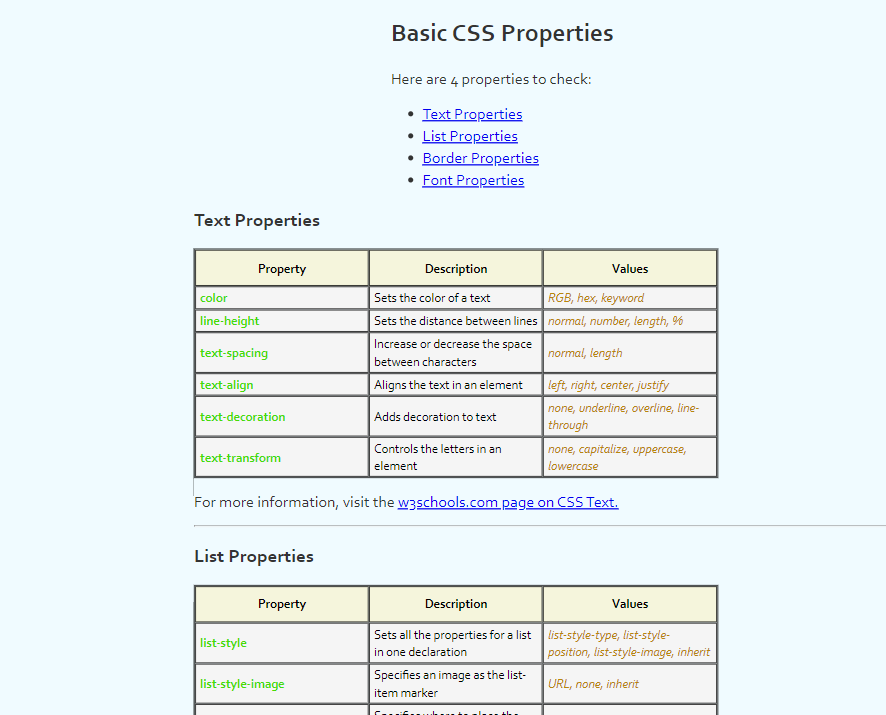 Basic CSS Properties
Here are 4 properties to check:
Text Properties
List Properties
Border Properties
Font Properties
Text Properties
Property Description Values
color Sets the color of a text RGB, hex, keyword
line-height Sets the distance between lines normal, number, length, %
text-spacing Increase or decrease the space
between characters normal, length
text-align Aligns the text in an element left, right, center, justify
text-decoration Adds decoration to text none, underline, overline, line-
through
text-transform Controls the letters in an
element none, capitalize, uppercase,
lowercase
For more information, visit the w3schools.com page on CSS Text.
List Properties
Property Description Values
list-style Sets all the properties for a list
in one declaration list-style-type, list-style-
position, list-style-image, inherit
list-style-image Specifies an image as the list-
item marker URL, none, inherit